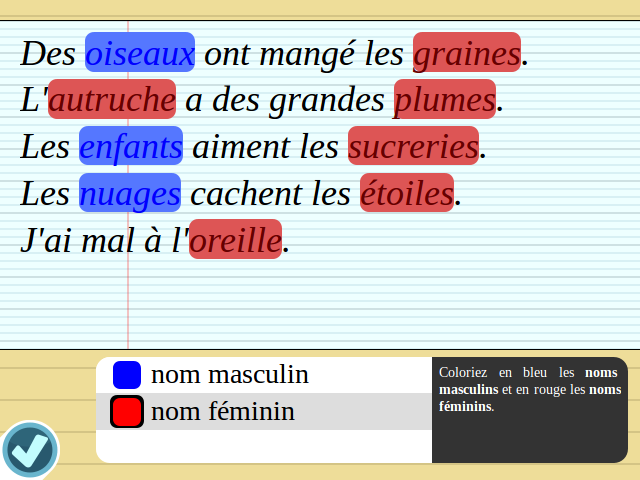 Des oiseaux ont mangé les graines.
L'autruche a des grandes plumes.
Les enfants aiment les sucreries.
Les nuages cachent les étoiles.
J'ai mal à l'oreille.
nom masculin
nom féminin
Coloriez en bleu les noms
masculins et en rouge les noms
féminins.